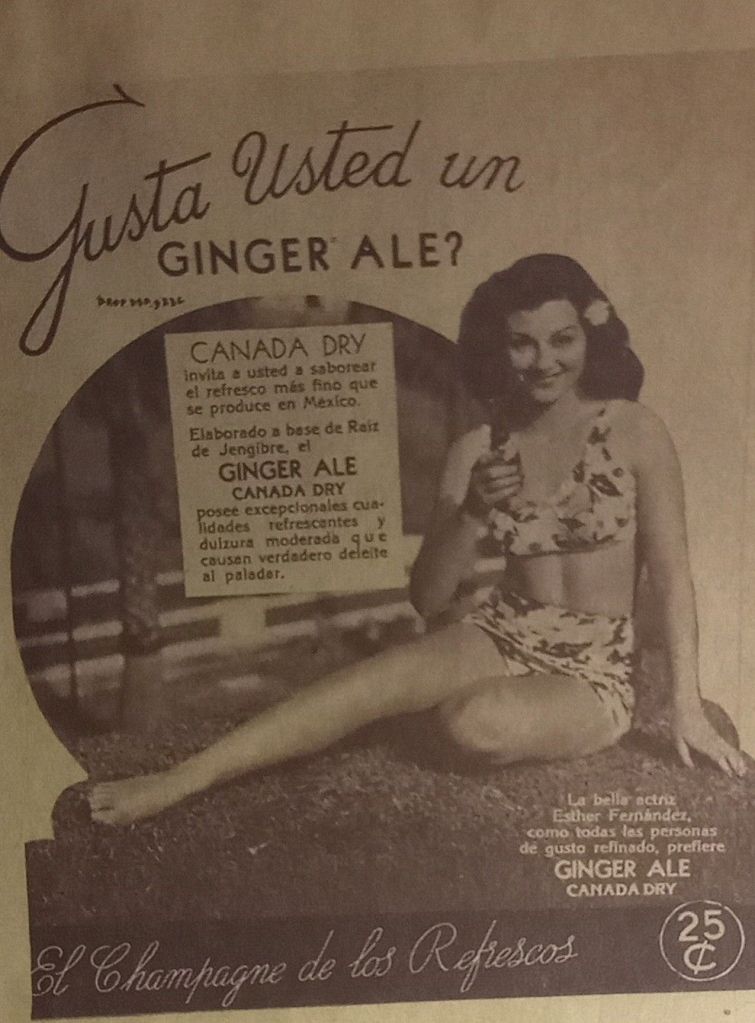 Gusta Usted un
GINGER ALE?
CANADA DRY
invita a usted a saborear
el refresco más fino que
se produce en México.
Elaborado a base de Raíz
de Jengibre, el
GINGER ALE
CANADA DRY
posee excepcionales cua-
lidades refrescantes y
dulzura moderada que
causan verdadero deleite
al paladar.
La bella actriz
Esther Fernández,
como todas las personas
de gusto refinado, prefiere
GINGER ALE
CANADA DRY
25
¢
El Champagne de los Refrescos